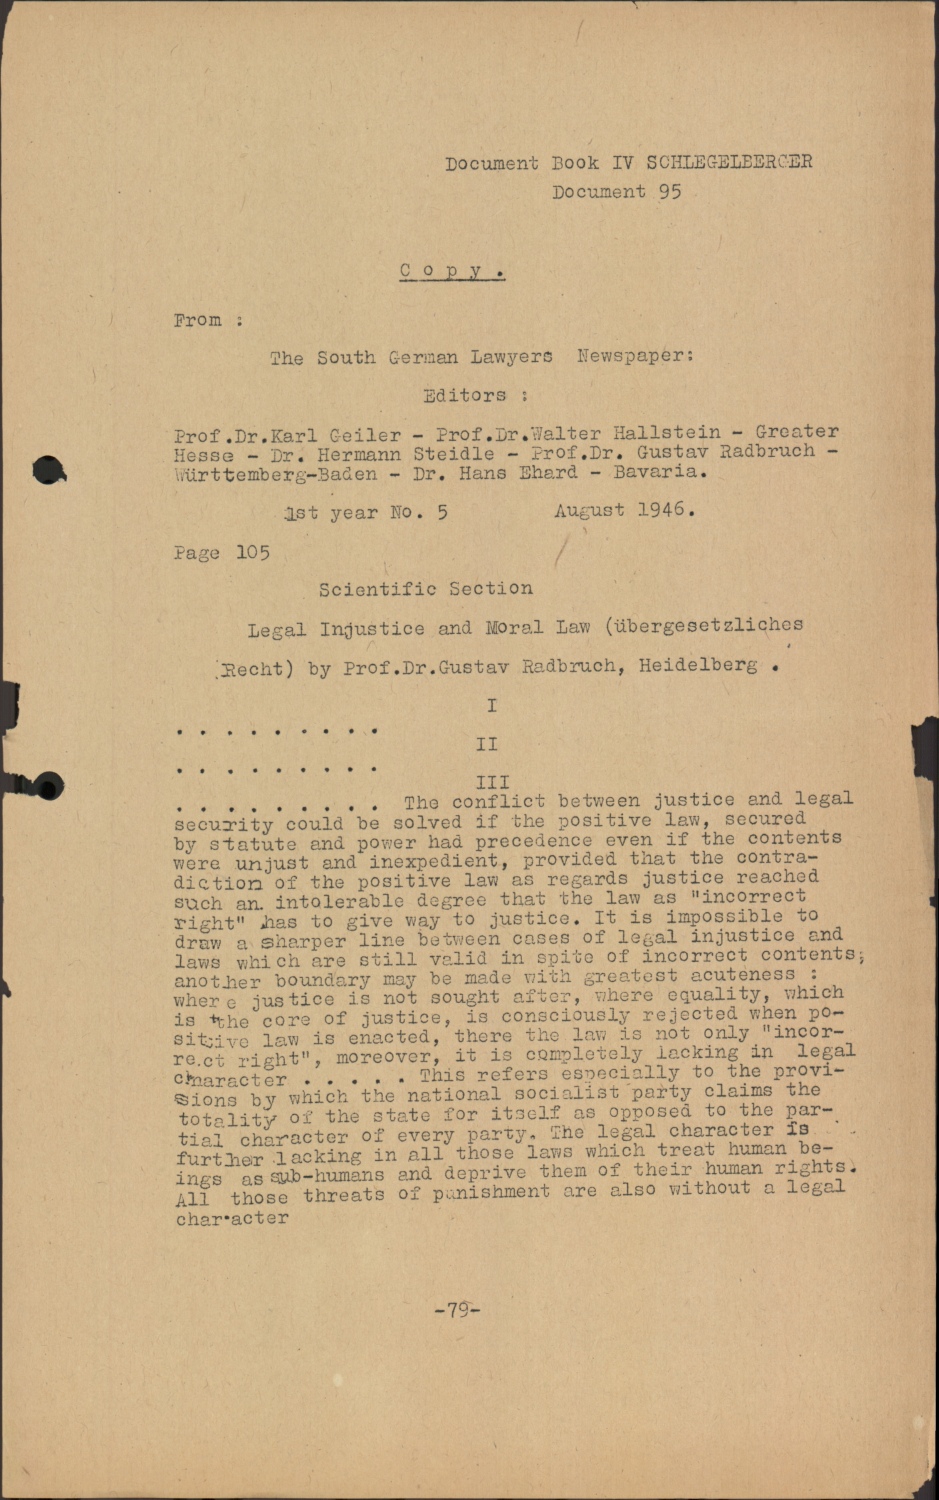 Document Book IV SCHLEGELBERGER
Document 95
C o p y .
From :
The South German Lawyers Newspaper:
Editors :
Prof.Dr.Karl Geiler - Prof.Dr.Walter Hallstein - Greater
Hesse - Dr. Hermann Steidle - Prof.Dr. Gustav Radbruch -
Württemberg-Baden - Dr. Hans Ehard - Bavaria.
1st year No. 5 August 1946.
Page 105
Scientific Section
Legal Injustice and Moral Law (übergesetzliches
Recht) by Prof.Dr.Gustav Radbruch, Heidelberg .
I
. . . . . . . . .
II
. . . . . . . . .
III
. . . . . . . . . The conflict between justice and legal
security could be solved if the positive law, secured
by statute and power had precedence even if the contents
were unjust and inexpedient, provided that the contra-
diction of the positive law as regards justice reached
such an intolerable degree that the law as "incorrect
right" has to give way to justice. It is impossible to
draw a sharper line between cases of legal injustice and
laws which are still valid in spite of incorrect contents;
another boundary may be made with greatest acuteness :
where justice is not sought after, where equality, which
is the core of justice, is consciously rejected when po-
sitive law is enacted, there the law is not only "incor-
rect right", moreover, it is completely lacking in legal
character . . . . . This refers especially to the provi-
sions by which the national socialist party claims the
totality of the state for itself as opposed to the par-
tial character of every party. The legal character is
further lacking in all those laws which treat human be-
ings as sub-humans and deprive them of their human rights.
All those threats of punishment are also without a legal
character
-79-